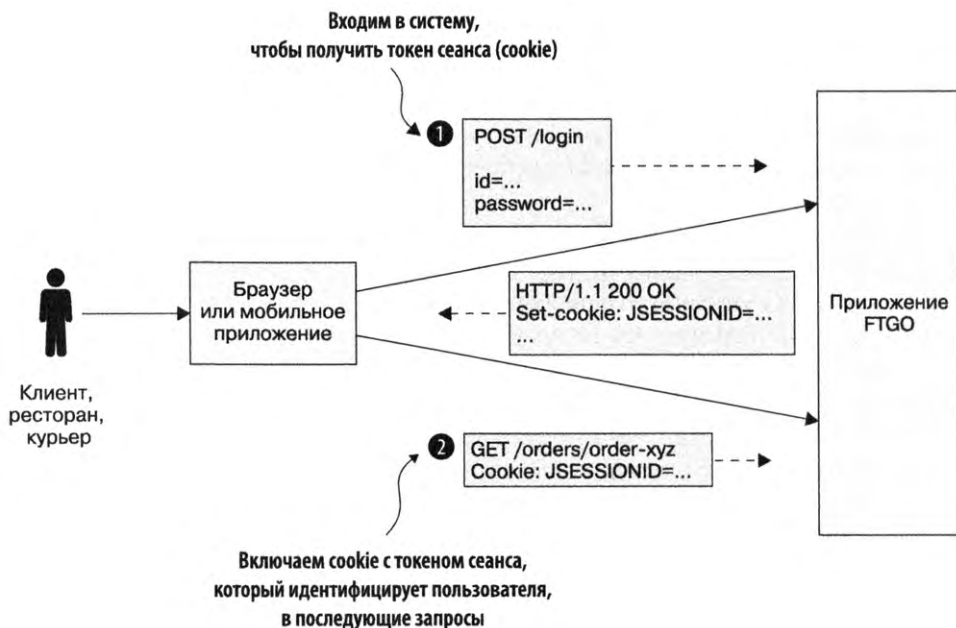 Входим в систему,
чтобы получить токен сеанса (cookie)
1
POST /login
id=...
password=...
Браузер
или мобильное
приложение
HTTP/1.1 200 OK
Set-cookie: JSESSIONID=...
...
Приложение
FTGO
Клиент,
ресторан,
курьер
2
GET /orders/order-xyz
Cookie: JSESSIONID=...
Включаем cookie с токеном сеанса,
который идентифицирует пользователя,
в последующие запросы